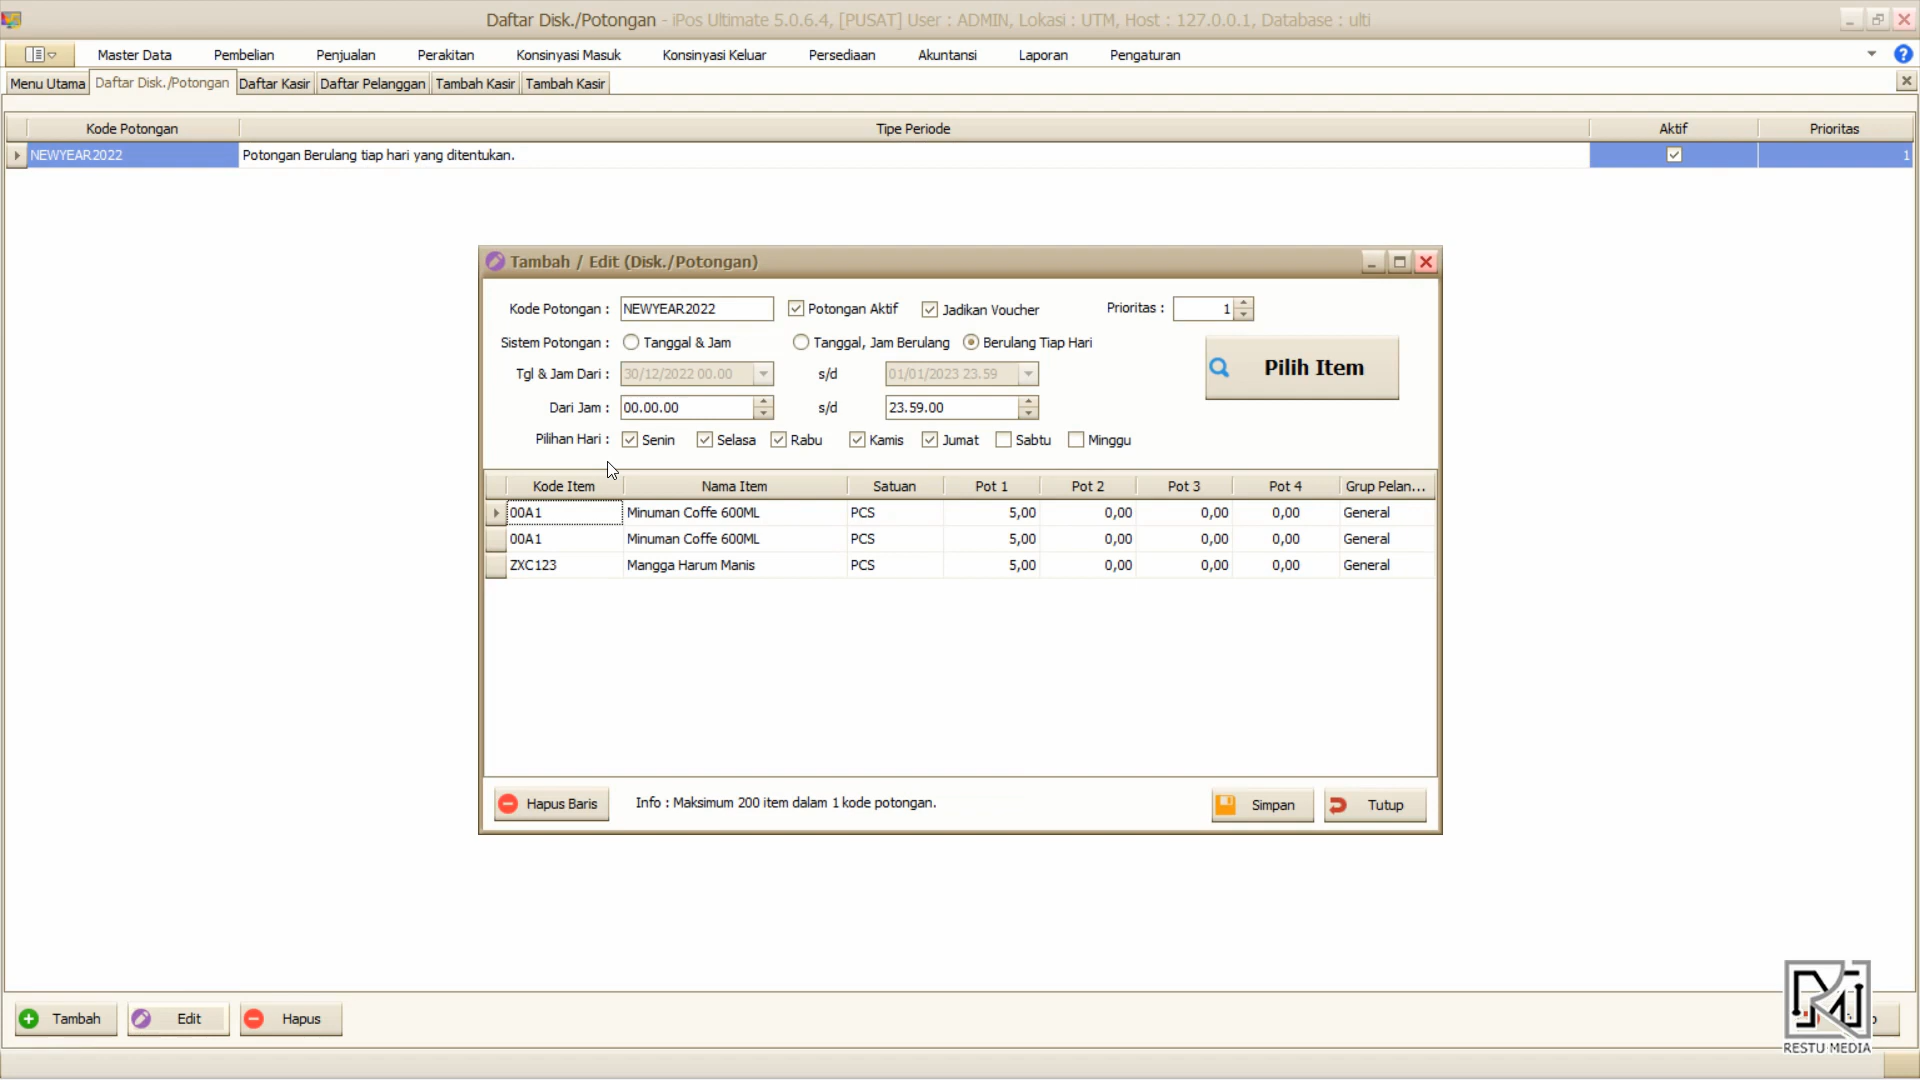 Daftar Disk./Potongan - iPos Ultimate 5.0.6.4, [PUSAT] User : ADMIN, Lokasi : UTM, Host : 127.0.0.1, Database : ulti
Master Data Pembelian Penjualan Perakitan Konsinyasi Masuk Konsinyasi Keluar Persediaan Akuntansi Laporan Pengaturan
Menu Utama Daftar Disk./Potongan Daftar Kasir Daftar Pelanggan Tambah Kasir Tambah Kasir
Kode Potongan Tipe Periode Aktif Prioritas
NEWYEAR2022 Potongan Berulang tiap hari yang ditentukan. 1
Tambah / Edit (Disk./Potongan)
Kode Potongan : NEWYEAR2022 Potongan Aktif Jadikan Voucher Prioritas : 1
Sistem Potongan : Tanggal & Jam Tanggal, Jam Berulang Berulang Tiap Hari
Pilih Item
Tgl & Jam Dari : 30/12/2022 00.00 s/d 01/01/2023 23.59
Dari Jam : 00.00.00 s/d 23.59.00
Pilihan Hari : Senin Selasa Rabu Kamis Jumat Sabtu Minggu
Kode Item Nama Item Satuan Pot 1 Pot 2 Pot 3 Pot 4 Grup Pelan...
00A1 Minuman Coffe 600ML PCS 5,00 0,00 0,00 0,00 General
00A1 Minuman Coffe 600ML PCS 5,00 0,00 0,00 0,00 General
ZXC123 Mangga Harum Manis PCS 5,00 0,00 0,00 0,00 General
Hapus Baris Info : Maksimum 200 item dalam 1 kode potongan. Simpan Tutup
Tambah Edit Hapus
RESTU MEDIA